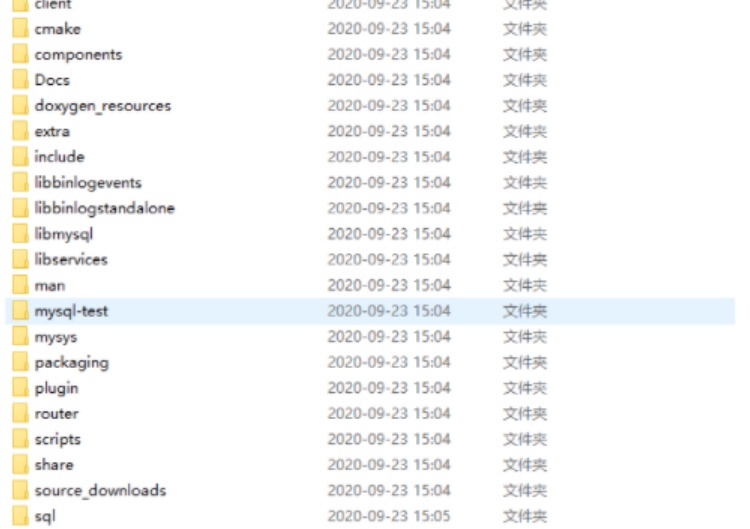 client 2020-09-23 15:04 文件夹
cmake 2020-09-23 15:04 文件夹
components 2020-09-23 15:04 文件夹
Docs 2020-09-23 15:04 文件夹
doxygen_resources 2020-09-23 15:04 文件夹
extra 2020-09-23 15:04 文件夹
include 2020-09-23 15:04 文件夹
libbinlogevents 2020-09-23 15:04 文件夹
libbinlogstandalone 2020-09-23 15:04 文件夹
libmysql 2020-09-23 15:04 文件夹
libservices 2020-09-23 15:04 文件夹
man 2020-09-23 15:04 文件夹
mysql-test 2020-09-23 15:04 文件夹
mysys 2020-09-23 15:04 文件夹
packaging 2020-09-23 15:04 文件夹
plugin 2020-09-23 15:04 文件夹
router 2020-09-23 15:04 文件夹
scripts 2020-09-23 15:04 文件夹
share 2020-09-23 15:04 文件夹
source_downloads 2020-09-23 15:04 文件夹
sql 2020-09-23 15:05 文件夹